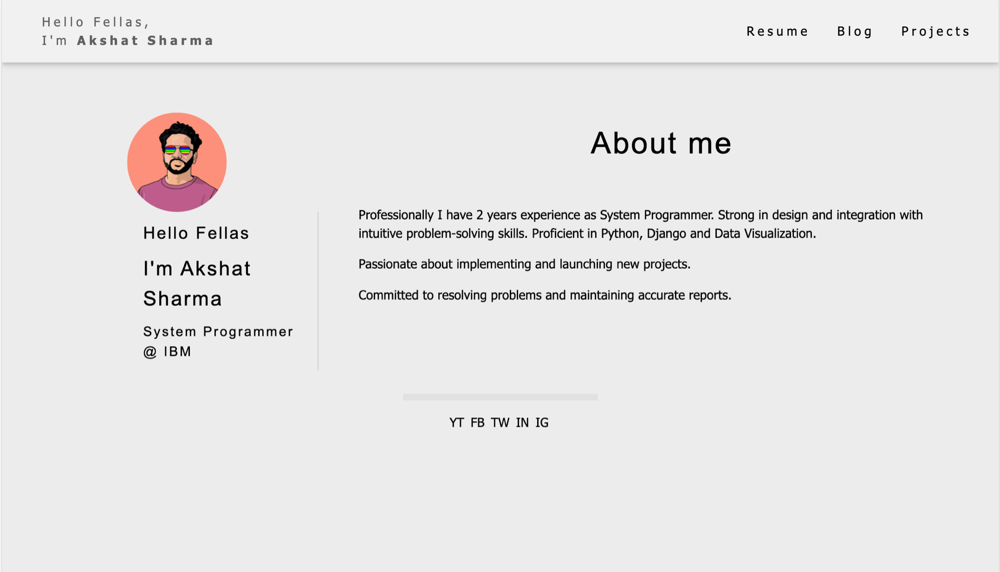 Hello Fellas,
I'm Akshat Sharma
Resume Blog Projects
Hello Fellas
I'm Akshat
Sharma
System Programmer
@ IBM
About me
Professionally I have 2 years experience as System Programmer. Strong in design and integration with
intuitive problem-solving skills. Proficient in Python, Django and Data Visualization.
Passionate about implementing and launching new projects.
Committed to resolving problems and maintaining accurate reports.
YT FB TW IN IG